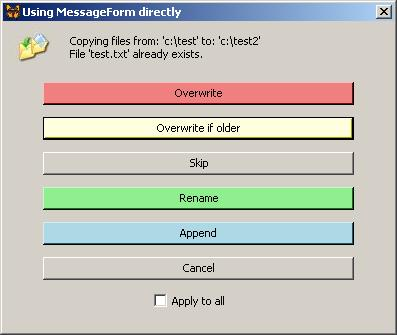 Using MessageForm directly
Copying files from: 'c:\test' to: 'c:\test2'
File 'test.txt' already exists.
Overwrite
Overwrite if older
Skip
Rename
Append
Cancel
Apply to all